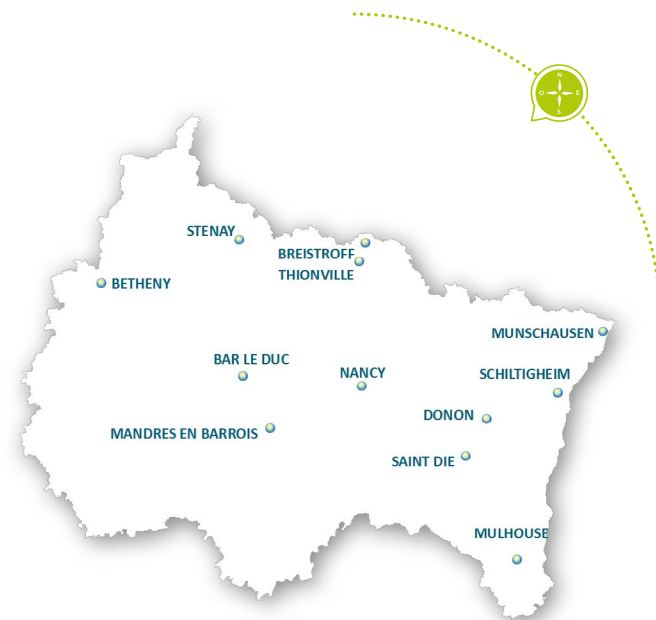 N
O E
S
STENAY
BREISTROFF
THIONVILLE
BETHENY
MUNSCHAUSEN
BAR LE DUC
NANCY
SCHILTIGHEIM
DONON
MANDRES EN BARROIS
SAINT DIE
MULHOUSE